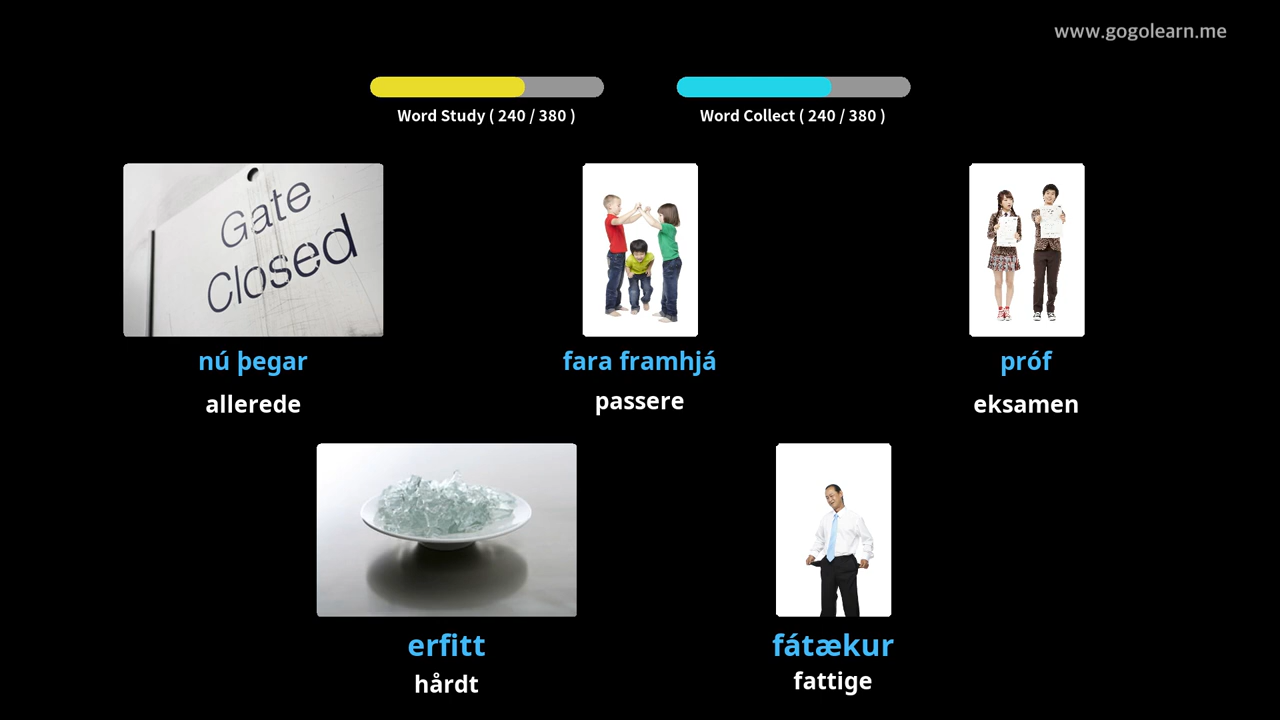 www.gogolearn.me
Word Study ( 240 / 380 )
Word Collect ( 240 / 380 )
Gate
Closed
nú þegar
fara framhjá
próf
allerede
passere
eksamen
erfitt
fátækur
hårdt
fattige